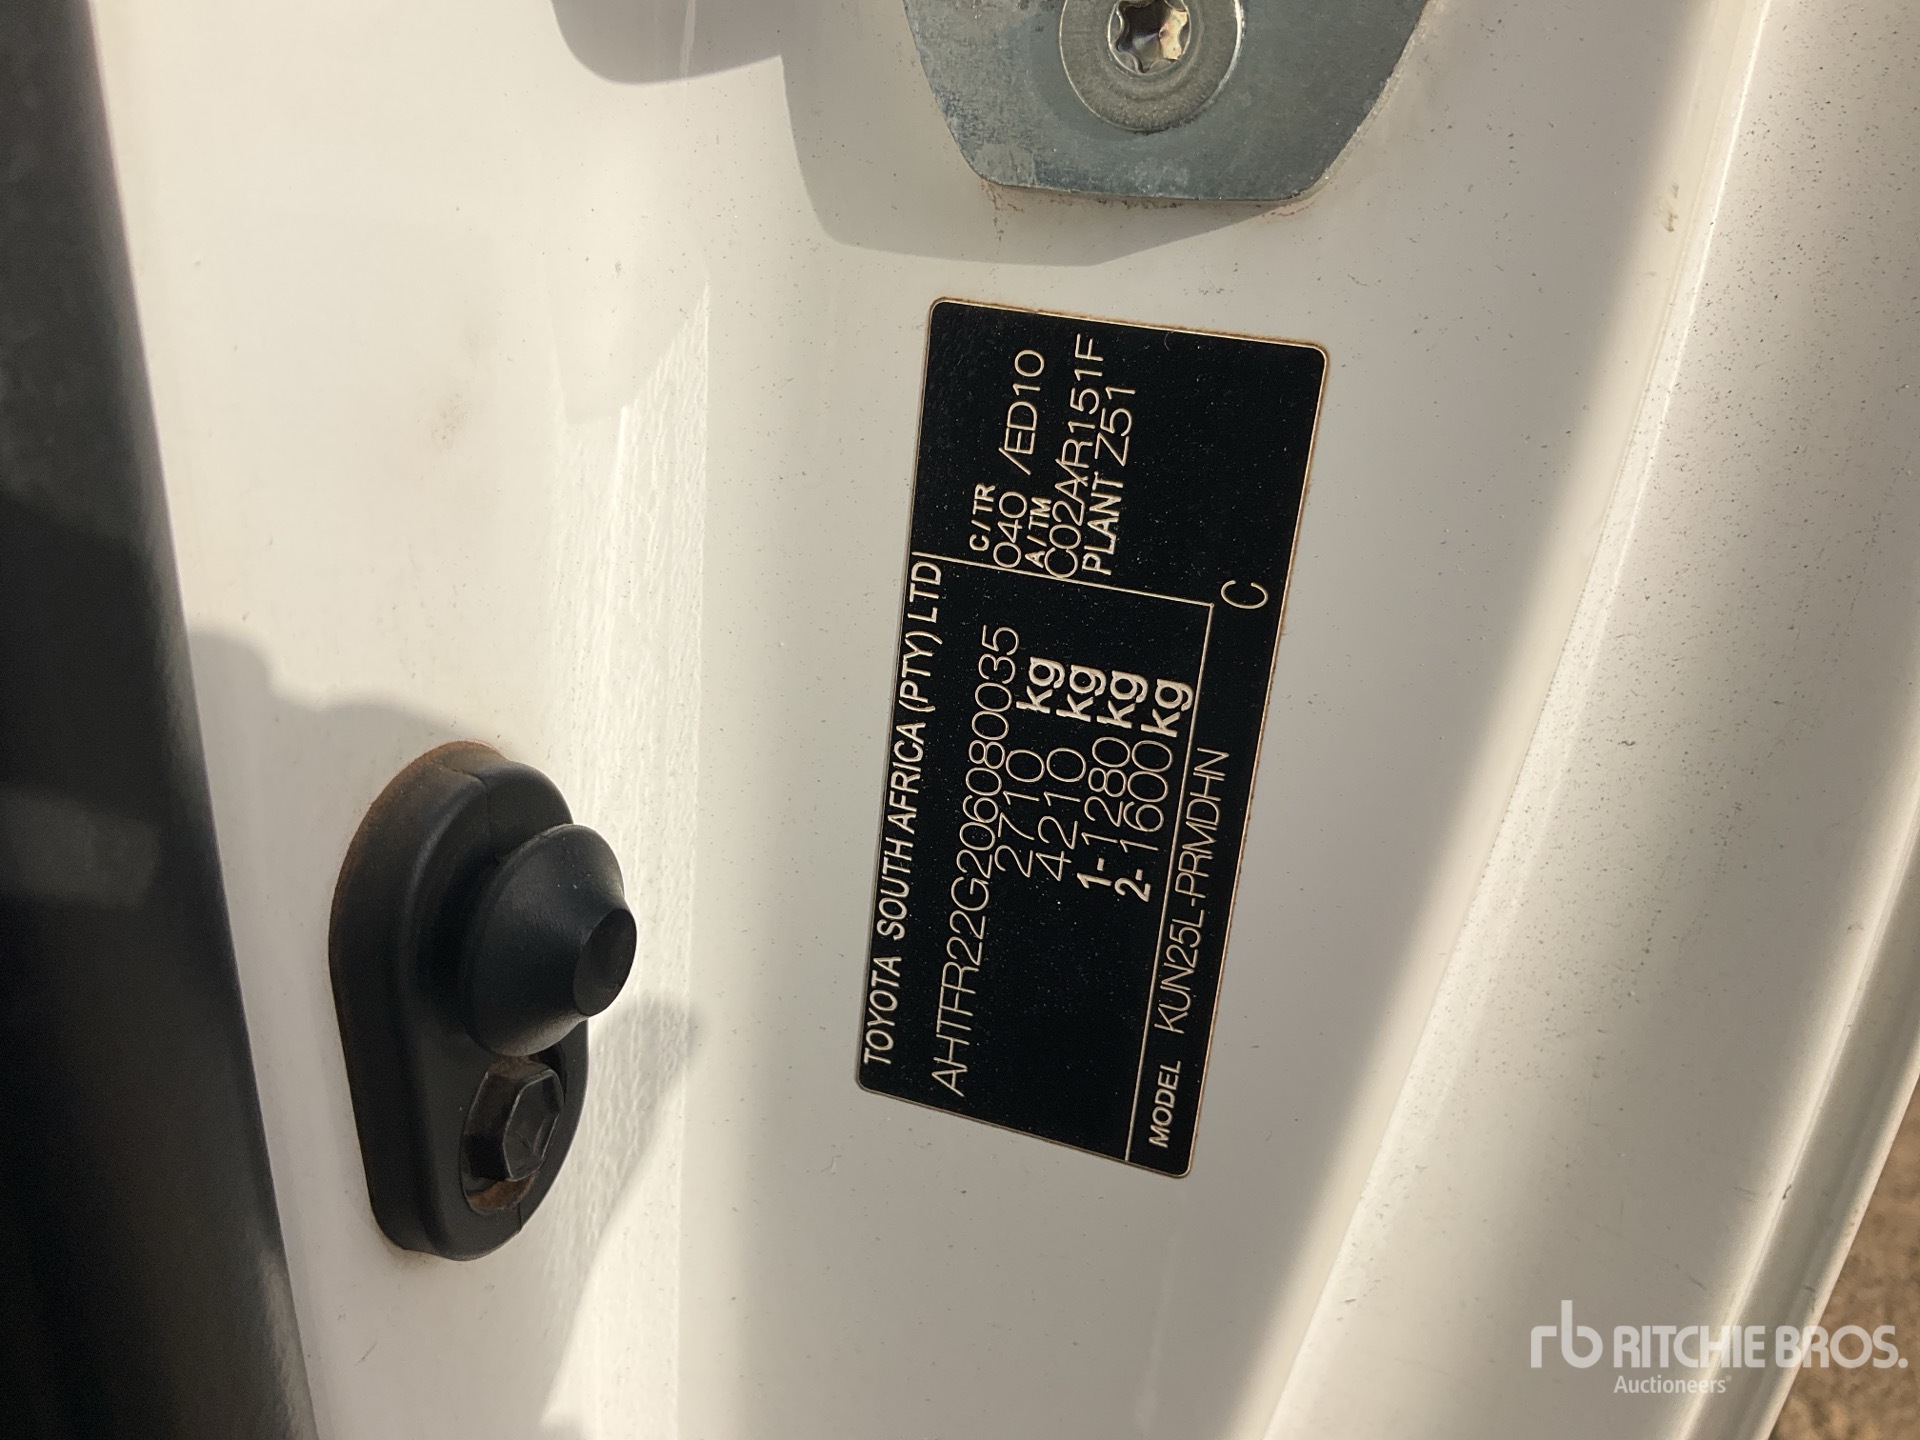 TOYOTA SOUTH AFRICA (PTY) LTD
AHTFR22G206080035
2710 kg
4210 kg
1-1280 kg
2-1600 kg
C/TR
040 /ED10
A/TM
C02A/R151F
PLANT Z51
MODEL KUN25L-PRMDHN
C
rb RITCHIE BROS.
Auctioneers